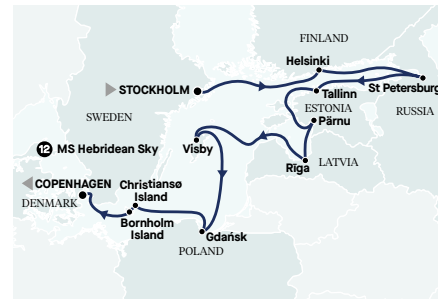 FINLAND
Helsinki
STOCKHOLM
St Petersburg
Tallinn
ESTONIA
RUSSIA
SWEDEN
Pärnu
12 MS Hebridean Sky
Visby
Rīga
LATVIA
COPENHAGEN
Christiansø
Island
DENMARK
Bornholm
Island
Gdańsk
POLAND